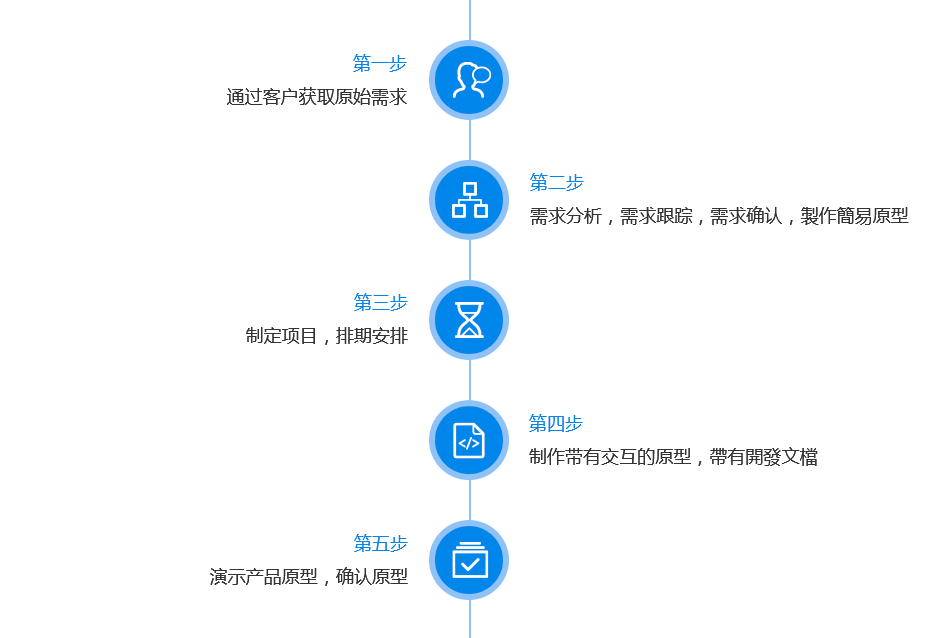 第一步
通过客户获取原始需求
第二步
需求分析，需求跟踪，需求确认，製作簡易原型
第三步
制定项目，排期安排
第四步
制作带有交互的原型，帶有開發文檔
第五步
演示产品原型，确认原型